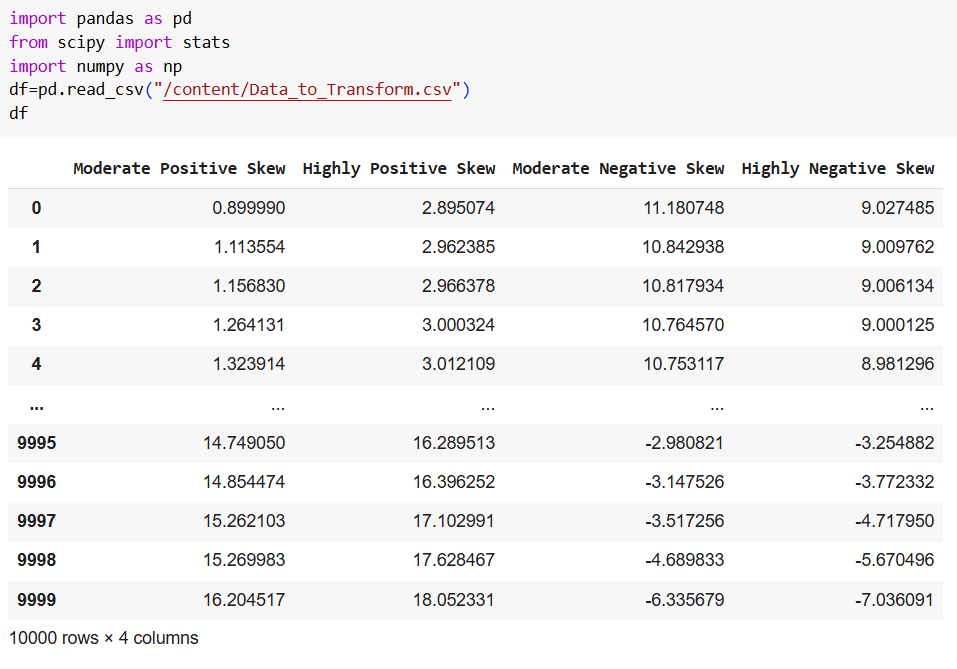 import pandas as pd
from scipy import stats
import numpy as np
df=pd.read_csv("/content/Data_to_Transform.csv")
df
Moderate Positive Skew Highly Positive Skew Moderate Negative Skew Highly Negative Skew
0 0.899990 2.895074 11.180748 9.027485
1 1.113554 2.962385 10.842938 9.009762
2 1.156830 2.966378 10.817934 9.006134
3 1.264131 3.000324 10.764570 9.000125
4 1.323914 3.012109 10.753117 8.981296
... ... ... ... ...
9995 14.749050 16.289513 -2.980821 -3.254882
9996 14.854474 16.396252 -3.147526 -3.772332
9997 15.262103 17.102991 -3.517256 -4.717950
9998 15.269983 17.628467 -4.689833 -5.670496
9999 16.204517 18.052331 -6.335679 -7.036091
10000 rows × 4 columns